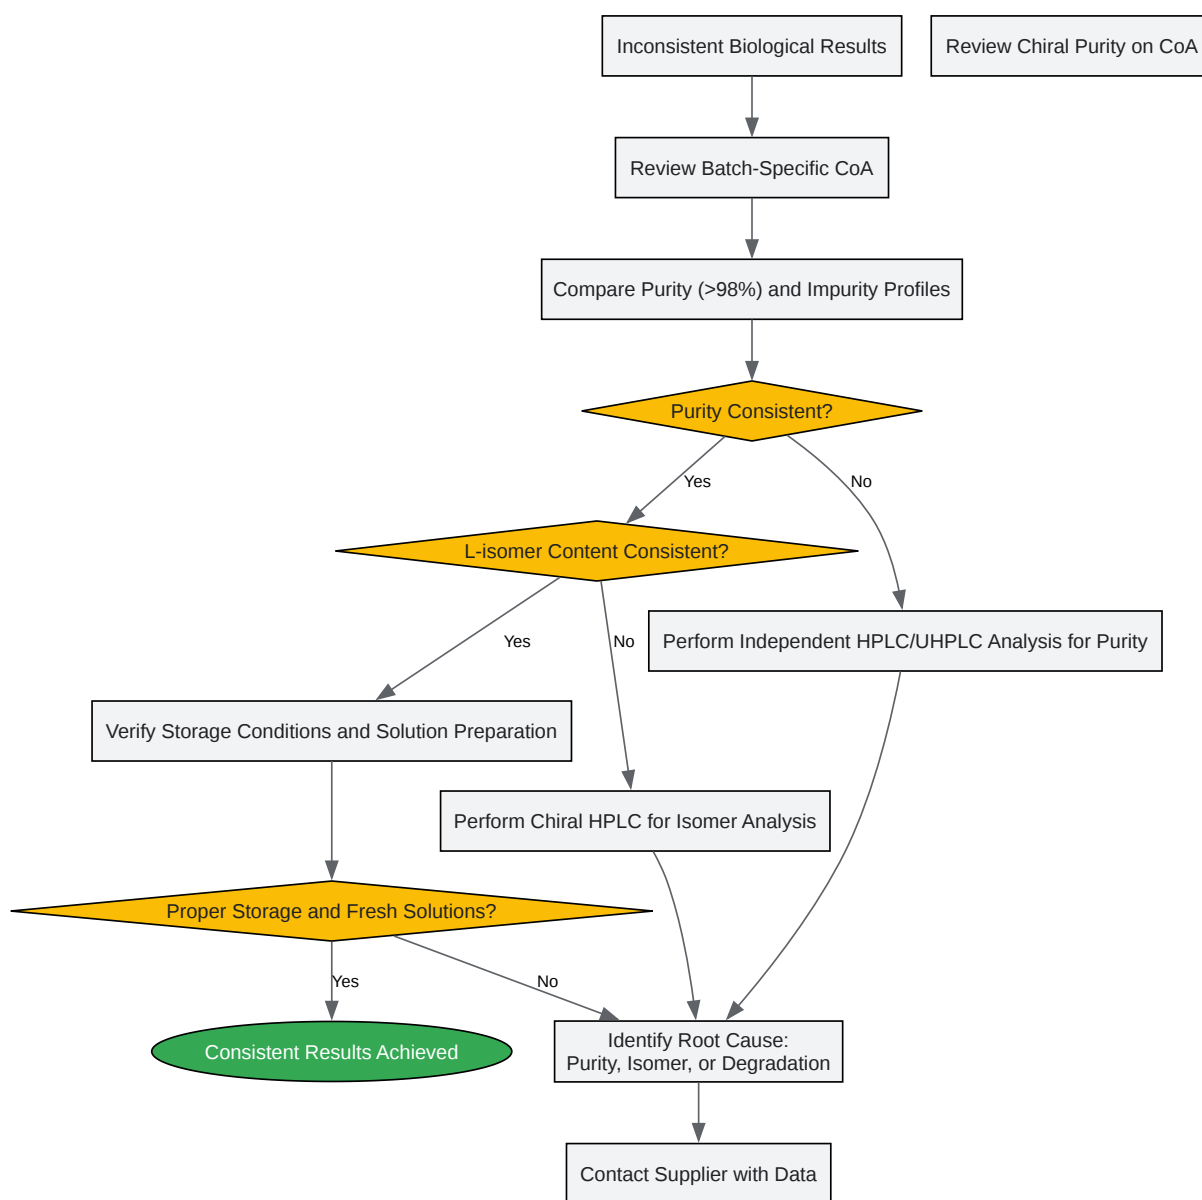 Inconsistent Biological Results
Review Chiral Purity on CoA
Review Batch-Specific CoA
Compare Purity (>98%) and Impurity Profiles
Purity Consistent?
Yes
No
L-isomer Content Consistent?
Yes
No
Perform Independent HPLC/UHPLC Analysis for Purity
Verify Storage Conditions and Solution Preparation
Perform Chiral HPLC for Isomer Analysis
Proper Storage and Fresh Solutions?
Yes
No
Consistent Results Achieved
Identify Root Cause:
Purity, Isomer, or Degradation
Contact Supplier with Data